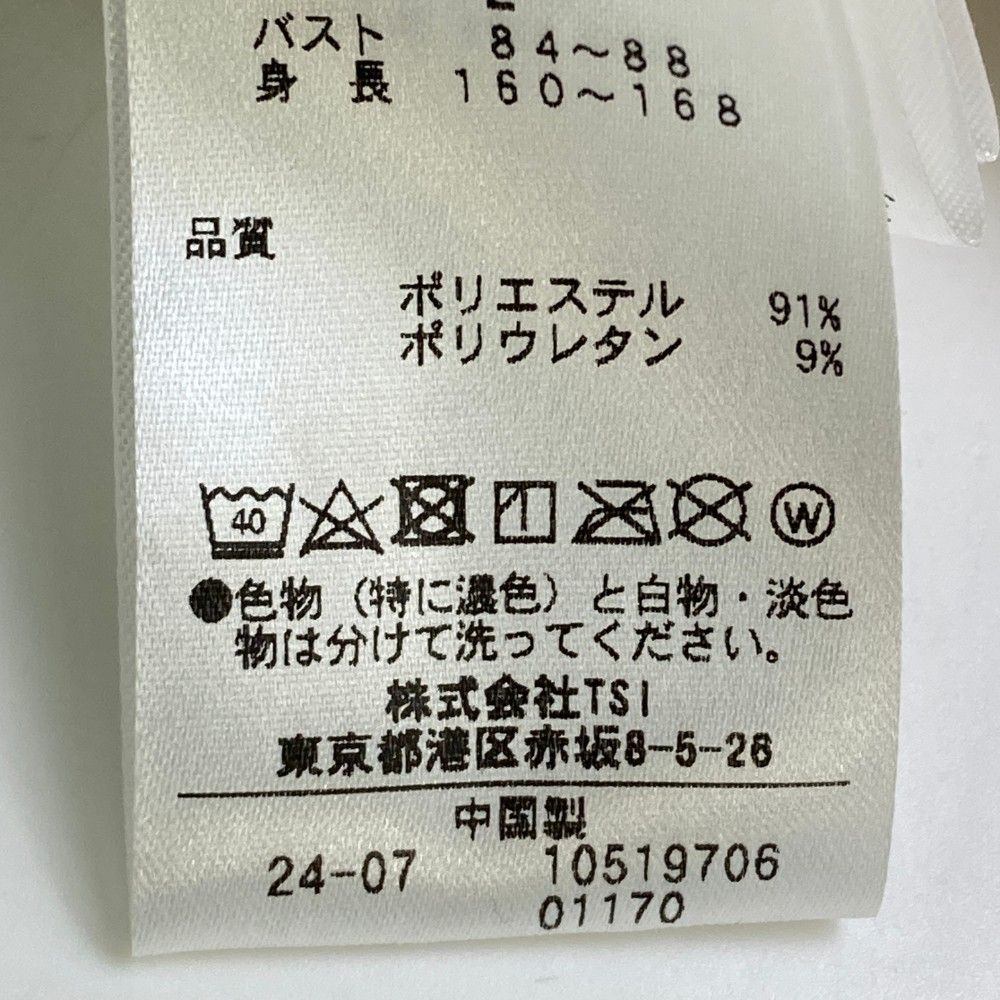 バスト 84～88
身長 160～168
品質
ポリエステル 91%
ポリウレタン 9%
40
W
●色物（特に濃色）と白物・淡色
物は分けて洗ってください。
株式会社TSI
東京都港区赤坂8-5-26
中国製
24-07 10519706
01170